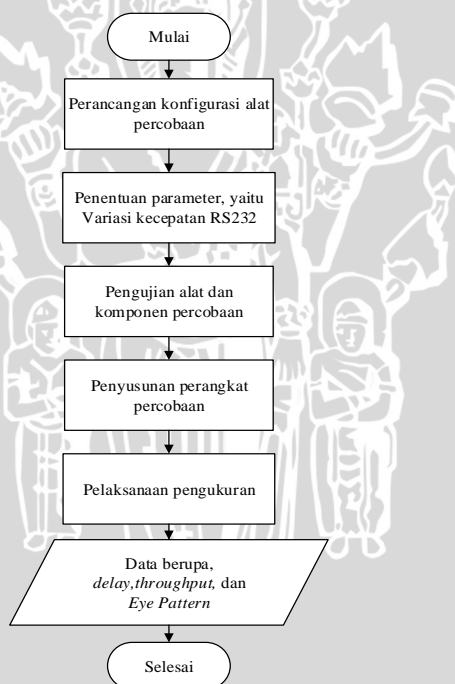 Mulai
Perancangan konfigurasi alat
percobaan
Penentuan parameter, yaitu
Variasi kecepatan RS232
Pengujian alat dan
komponen percobaan
Penyusunan perangkat
percobaan
Pelaksanaan pengukuran
Data berupa,
delay,throughput, dan
Eye Pattern
Selesai